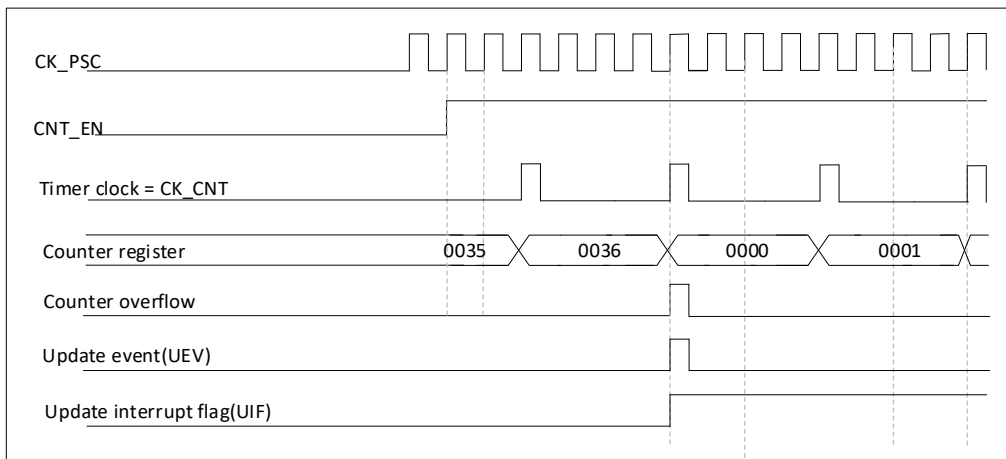 CK_PSC
CNT_EN
Timer clock = CK_CNT
Counter register
0035
0036
0000
0001
Counter overflow
Update event(UEV)
Update interrupt flag(UIF)